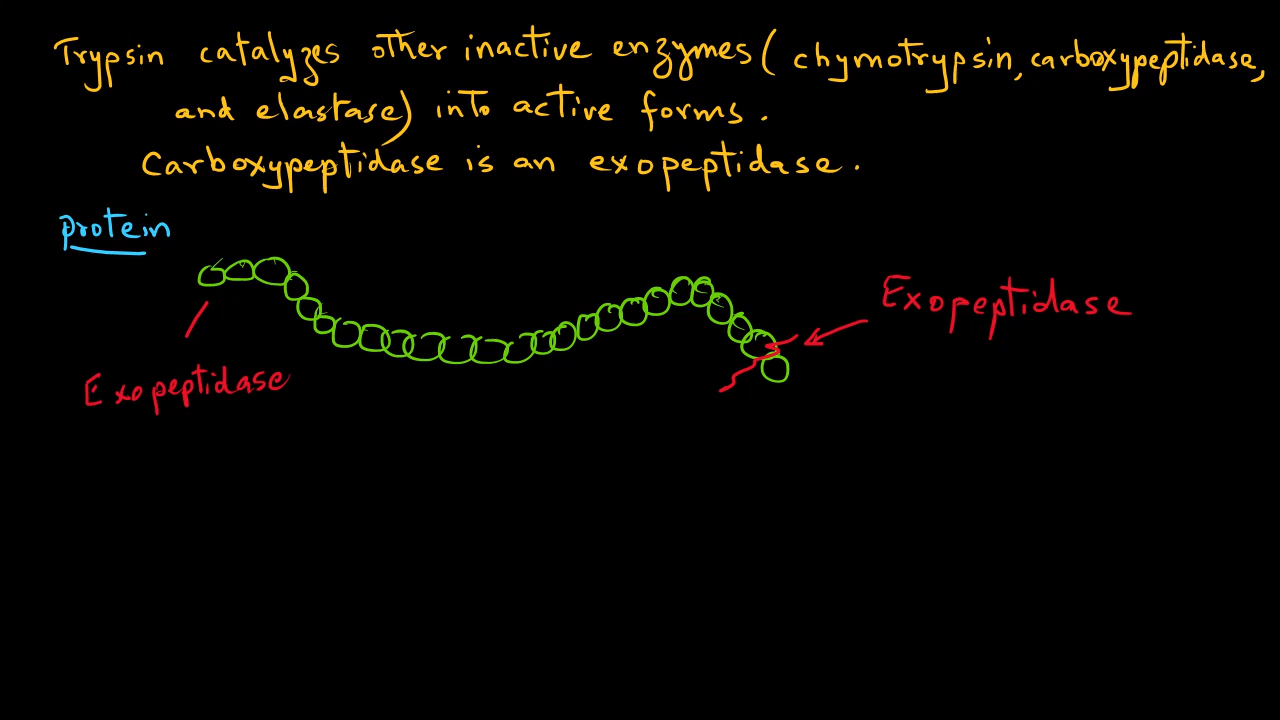 Trypsin catalyzes other inactive enzymes (chymotrypsin, carboxypeptidase,
and elastase) into active forms.
Carboxypeptidase is an exopeptidase.
protein
Exopeptidase
Exopeptidase